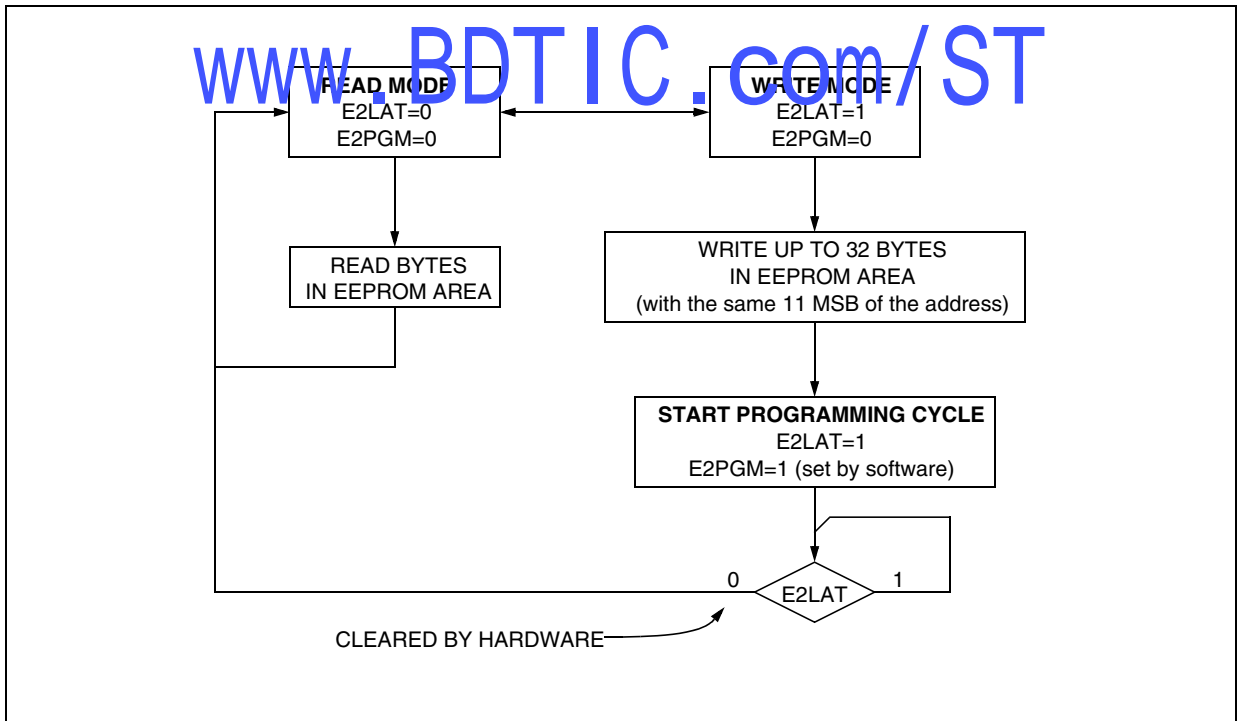 www.BDTIC.com/ST
READ MODE
E2LAT=0
E2PGM=0
WRITE MODE
E2LAT=1
E2PGM=0
READ BYTES
IN EEPROM AREA
WRITE UP TO 32 BYTES
IN EEPROM AREA
(with the same 11 MSB of the address)
START PROGRAMMING CYCLE
E2LAT=1
E2PGM=1 (set by software)
0
E2LAT
1
CLEARED BY HARDWARE